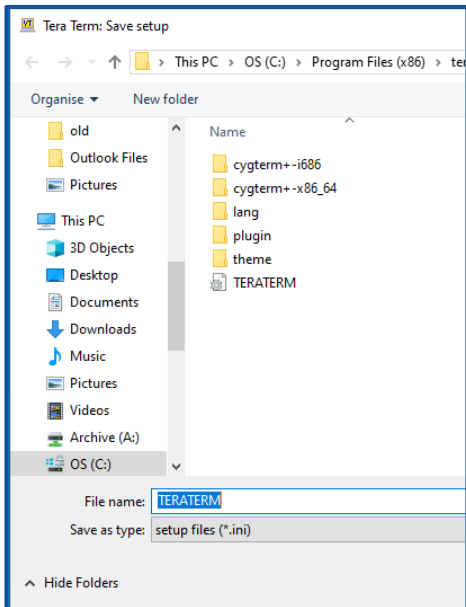 VT Tera Term: Save setup
This PC > OS (C:) > Program Files (x86) > ter
Organise New folder
Name
old
Outlook Files
Pictures
This PC
3D Objects
Desktop
Documents
Downloads
Music
Pictures
Videos
Archive (A:)
OS (C:)
cygterm+-i686
cygterm+-x86_64
lang
plugin
theme
TERATERM
File name: TERATERM
Save as type: setup files (*.ini)
Hide Folders